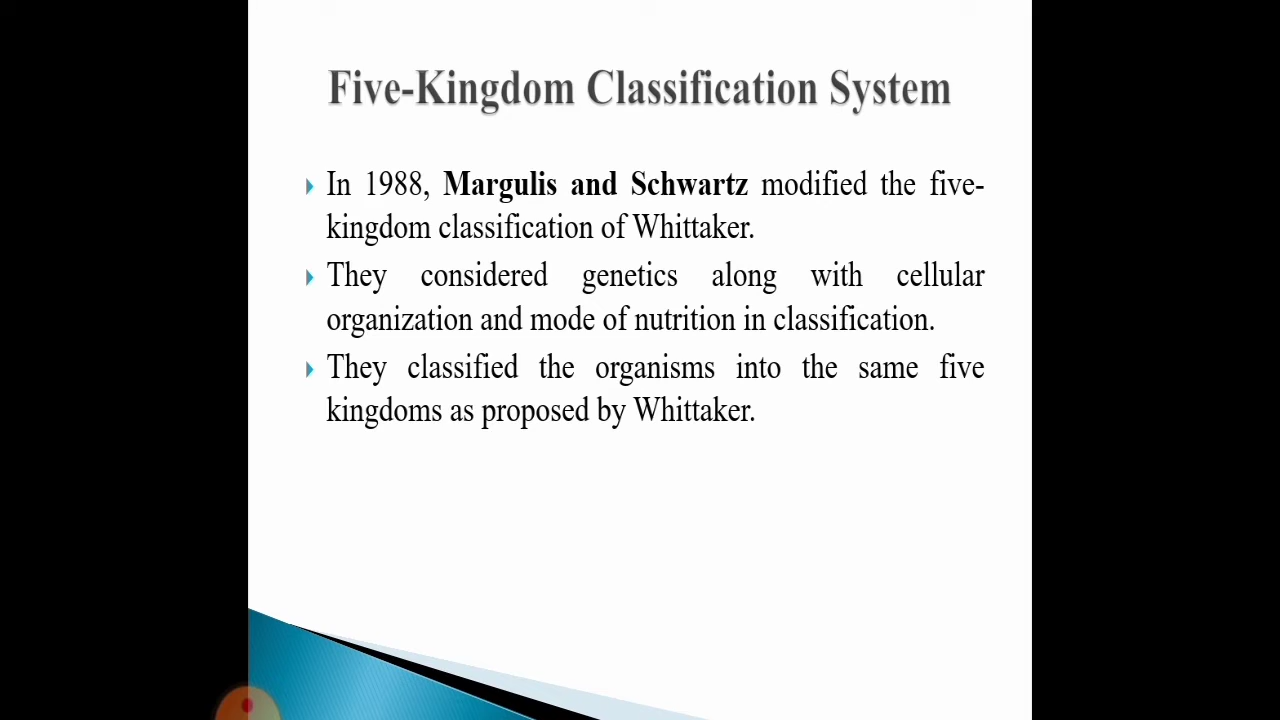 Five-Kingdom Classification System
In 1988, Margulis and Schwartz modified the five-
kingdom classification of Whittaker.
They considered genetics along with cellular
organization and mode of nutrition in classification.
They classified the organisms into the same five
kingdoms as proposed by Whittaker.